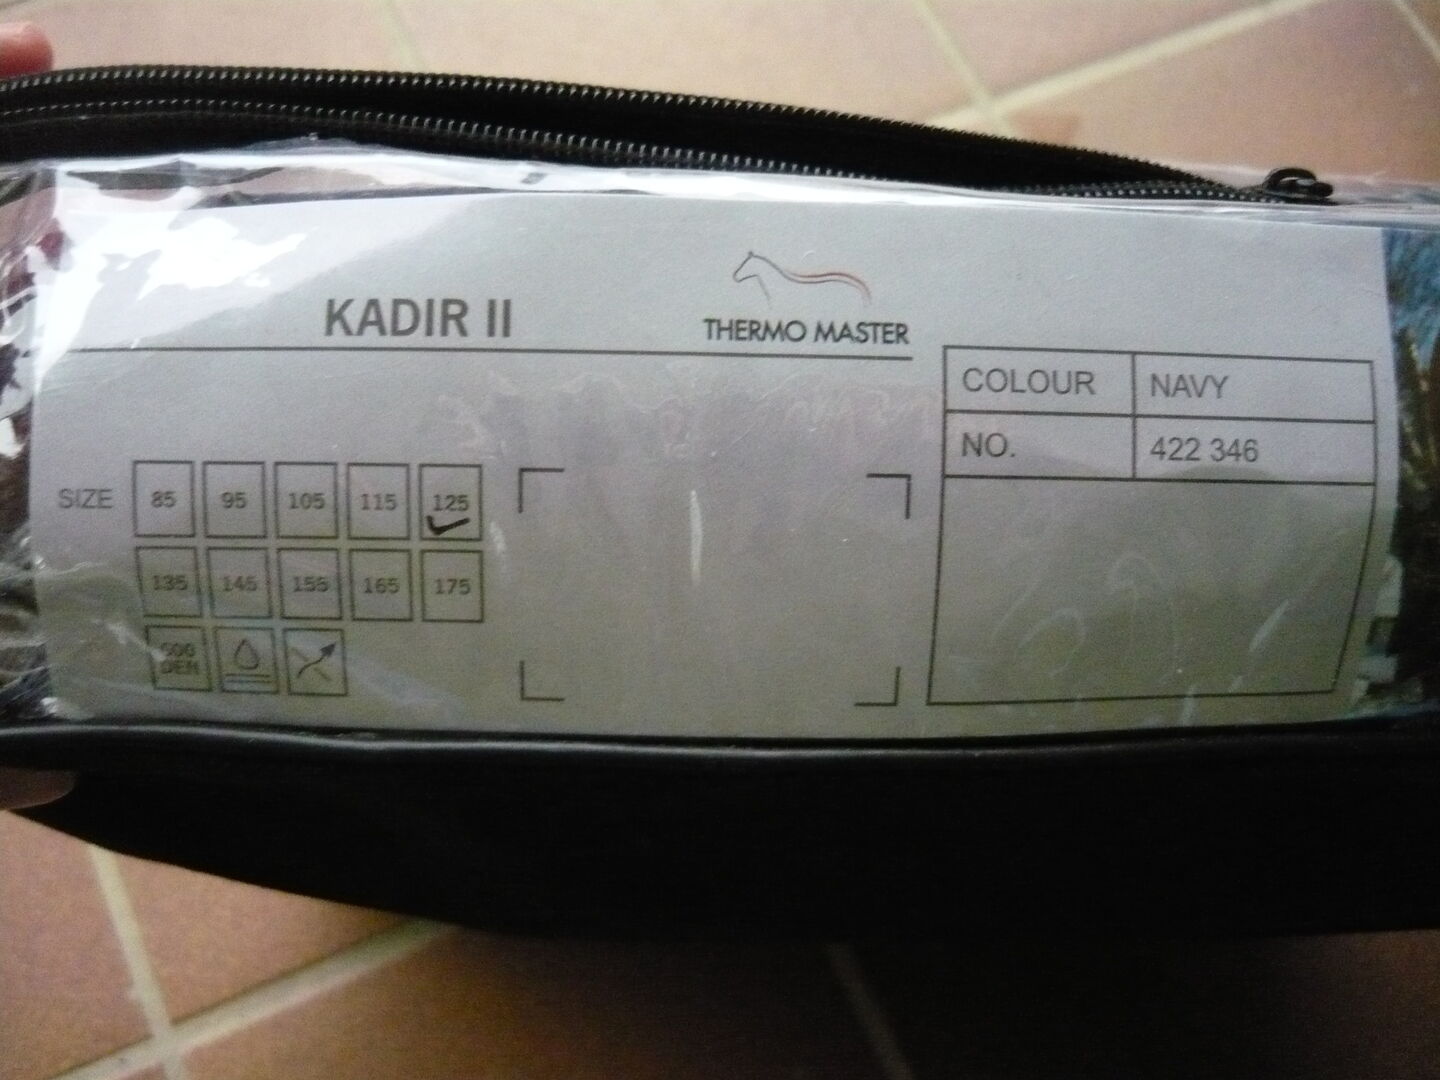 KADIR II
THERMO MASTER
COLOUR NAVY
NO. 422 346
SIZE 85 95 105 115 125
135 145 155 165 175
600
DEN